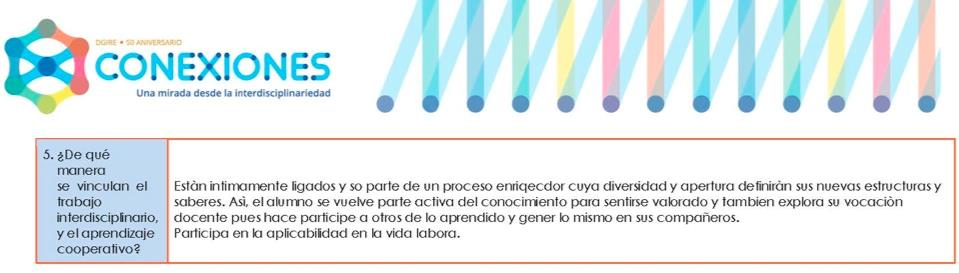 DGIRE • 50 ANIVERSARIO
CONEXIONES
Una mirada desde la interdisciplinariedad
5. ¿De qué
manera
se vinculan el
trabajo
interdisciplinario,
y el aprendizaje
cooperativo?
Estàn intimamente ligados y so parte de un proceso enriqecdor cuya diversidad y apertura definiràn sus nuevas estructuras y
saberes. Asì, el alumno se vuelve parte activa del conocimiento para sentirse valorado y tambien explora su vocaciòn
docente pues hace participe a otros de lo aprendido y gener lo mismo en sus compañeros.
Participa en la aplicabilidad en la vida labora.